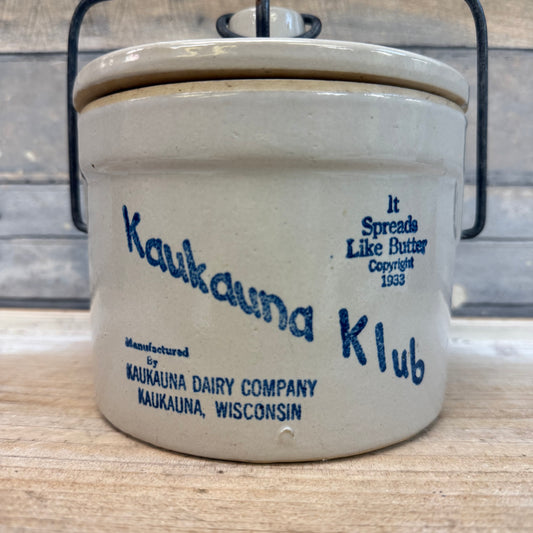 It
Spreads
Like Butter
Copyright
1933
Kaukauna Klub
Manufactured
By
KAUKAUNA DAIRY COMPANY
KAUKAUNA, WISCONSIN